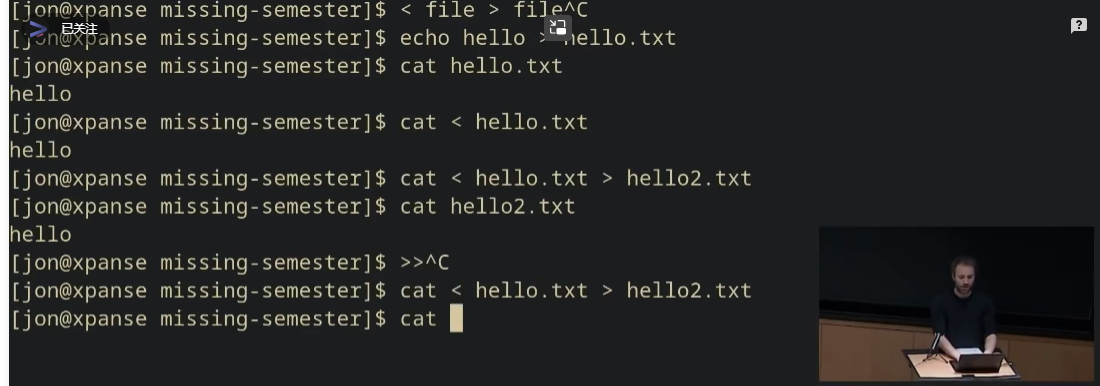 [jon@xpanse missing-semester]$ < file > file^C
已关注
[jon@xpanse missing-semester]$ echo hello > hello.txt
[jon@xpanse missing-semester]$ cat hello.txt
hello
[jon@xpanse missing-semester]$ cat < hello.txt
hello
[jon@xpanse missing-semester]$ cat < hello.txt > hello2.txt
[jon@xpanse missing-semester]$ cat hello2.txt
hello
[jon@xpanse missing-semester]$ >>^C
[jon@xpanse missing-semester]$ cat < hello.txt > hello2.txt
[jon@xpanse missing-semester]$ cat